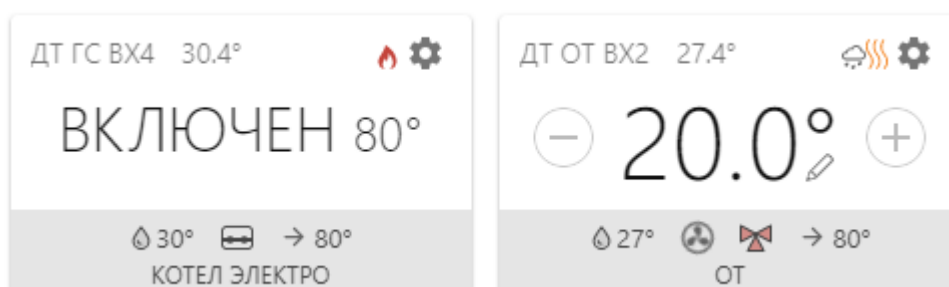 ДТ ГС ВХ4 30.4°
ВКЛЮЧЕН 80°
30° → 80°
КОТЕЛ ЭЛЕКТРО
ДТ ОТ ВХ2 27.4°
20.0°
27° → 80°
ОТ